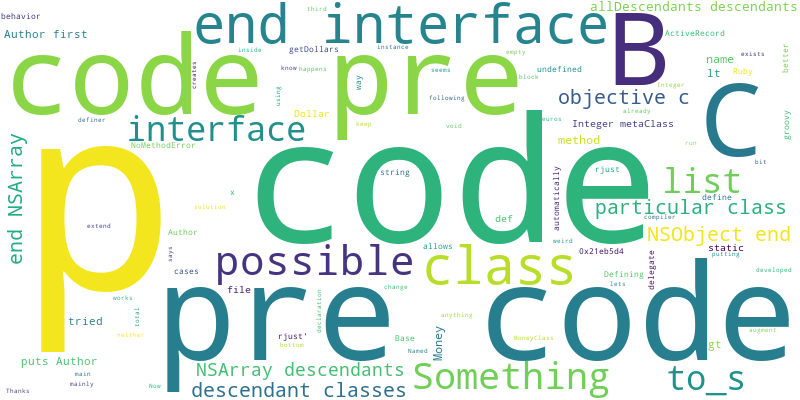 behavior
Author first
end interface
third
allDescendants descendants
code pre
getDollars
instance
undefined
B
ActiveRecord
inside
exists
better
creates
know
happens
seems
empty
block
name
lt
Ruby
way
using
following
objective c
C
Integer
definer
Dollar
void
euros
already
Integer metaClass
groovy
interface
keep
end NSArray
NoMethodError
p
code
method
run
bit
string
rjust
list
x
automatically
define
solution
particular class
extend
def
Author
compiler
NSObject end
says
allows
weird
0x21eb5d4
static
putting
possible
class
cases
delegate
Defining
developed
file
lets
pre code
works
total
declaration
change
anything
tried
neither
Base
Money
Named
MoneyClass
augment
rjust'
bottom
gt
puts Author
NSArray descendants
Something
to_s
main
mainly
Now
descendant classes
Thanks